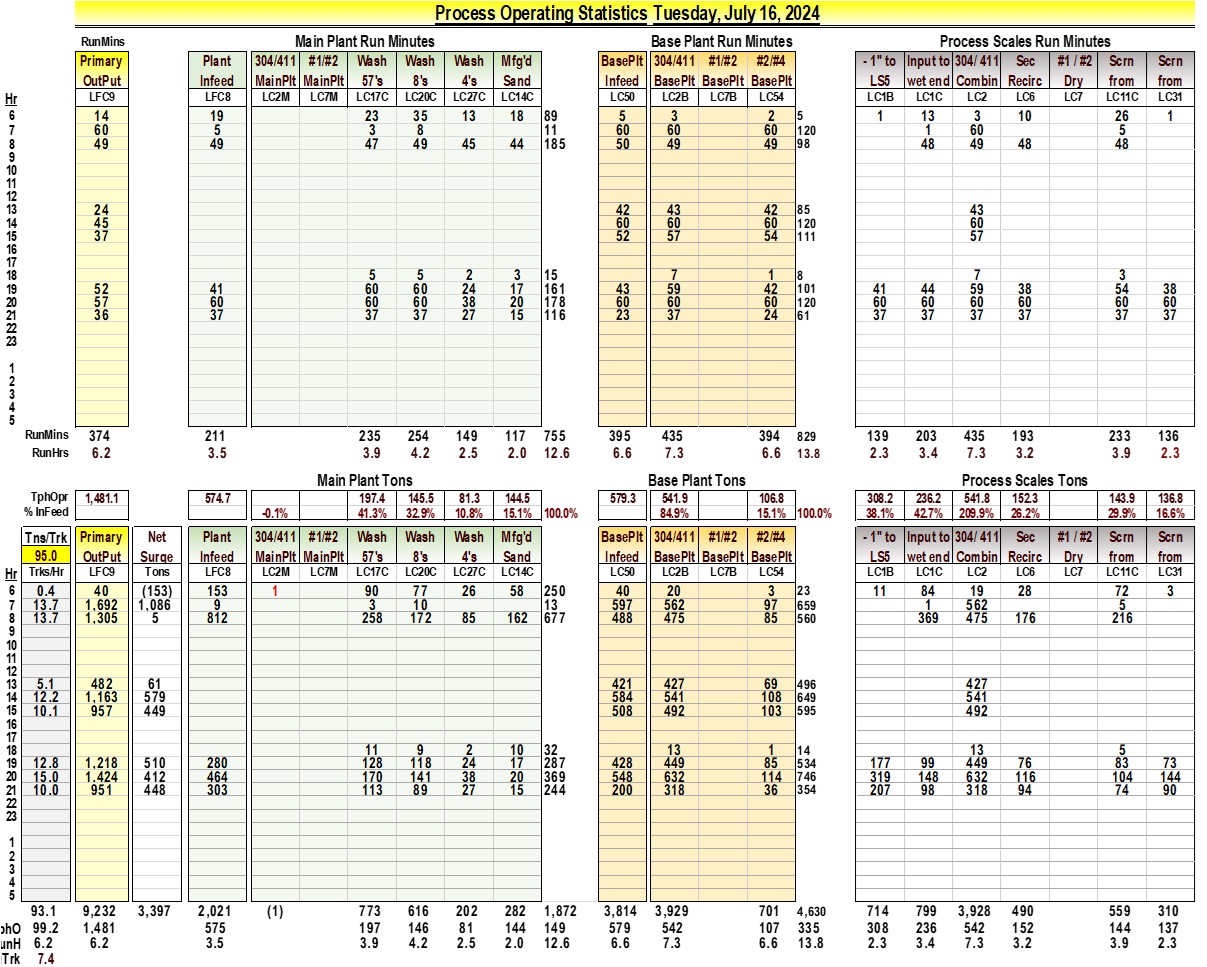 Process Operating Statistics Tuesday, July 16, 2024
RunMins Main Plant Run Minutes Base Plant Run Minutes Process Scales Run Minutes
Primary Plant 304/411 #1/#2 Wash Wash Wash Mfg'd BasePlt 304/411 #1/#2 #2/#4 - 1" to Input to 304/ 411 Sec #1 / #2 Scrn Scrn
OutPut Infeed MainPlt MainPlt 57's 8's 4's Sand Infeed BasePlt BasePlt BasePlt LS5 wet end Combin Recirc Dry from from
Hr LFC9 LFC8 LC2M LC7M LC17C LC20C LC27C LC14C LC50 LC2B LC7B LC54 LC1B LC1C LC2 LC6 LC7 LC11C LC31
6 14 19 23 35 13 18 89 5 3 2 5 1 13 3 10 26 1
7 60 5 3 8 11 60 60 60 120 1 60 5
8 49 49 47 49 45 44 185 50 49 49 98 48 49 48 48
9
10
11
12
13 24 42 43 42 85 43
14 45 60 60 60 120 60
15 37 52 57 54 111 57
16
17
18 5 5 2 3 15 7 1 8 7 3
19 52 41 60 60 24 17 161 43 59 42 101 41 44 59 38 54 38
20 57 60 60 60 38 20 178 60 60 60 120 60 60 60 60 60 60
21 36 37 37 37 27 15 116 23 37 24 61 37 37 37 37 37 37
22
23
1
2
3
4
5
RunMins 374 211 235 254 149 117 755 395 435 394 829 139 203 435 193 233 136
RunHrs 6.2 3.5 3.9 4.2 2.5 2.0 12.6 6.6 7.3 6.6 13.8 2.3 3.4 7.3 3.2 3.9 2.3
Main Plant Tons Base Plant Tons Process Scales Tons
TphOpr 1,481.1 574.7 197.4 145.5 81.3 144.5 579.3 541.9 106.8 308.2 236.2 541.8 152.3 143.9 136.8
% InFeed -0.1% 41.3% 32.9% 10.8% 15.1% 100.0% 84.9% 15.1% 100.0% 38.1% 42.7% 209.9% 26.2% 29.9% 16.6%
Tns/Trk Primary Net Plant 304/411 #1/#2 Wash Wash Wash Mfg'd BasePlt 304/411 #1/#2 #2/#4 - 1" to Input to 304/ 411 Sec #1 / #2 Scrn Scrn
95.0 OutPut Surge Infeed MainPlt MainPlt 57's 8's 4's Sand Infeed BasePlt BasePlt BasePlt LS5 wet end Combin Recirc Dry from from
Hr Trks/Hr LFC9 Tons LFC8 LC2M LC7M LC17C LC20C LC27C LC14C LC50 LC2B LC7B LC54 LC1B LC1C LC2 LC6 LC7 LC11C LC31
6 0.4 40 (153) 153 1 90 77 26 58 250 40 20 3 23 11 84 19 28 72 3
7 13.7 1,692 1,086 9 3 10 13 597 562 97 659 1 562 5
8 13.7 1,305 5 812 258 172 85 162 677 488 475 85 560 369 475 176 216
9
10
11
12
13 5.1 482 61 421 427 69 496 427
14 12.2 1,163 579 584 541 108 649 541
15 10.1 957 449 508 492 103 595 492
16
17
18 11 9 2 10 32 13 1 14 13 5
19 12.8 1,218 510 280 128 118 24 17 287 428 449 85 534 177 99 449 76 83 73
20 15.0 1,424 412 464 170 141 38 20 369 548 632 114 746 319 148 632 116 104 144
21 10.0 951 448 303 113 89 27 15 244 200 318 36 354 207 98 318 94 74 90
22
23
1
2
3
4
5
93.1 9,232 3,397 2,021 (1) 773 616 202 282 1,872 3,814 3,929 701 4,630 714 799 3,928 490 559 310
phO 99.2 1,481 575 197 146 81 144 149 579 542 107 335 308 236 542 152 144 137
unH 6.2 6.2 3.5 3.9 4.2 2.5 2.0 12.6 6.6 7.3 6.6 13.8 2.3 3.4 7.3 3.2 3.9 2.3
Trk 7.4